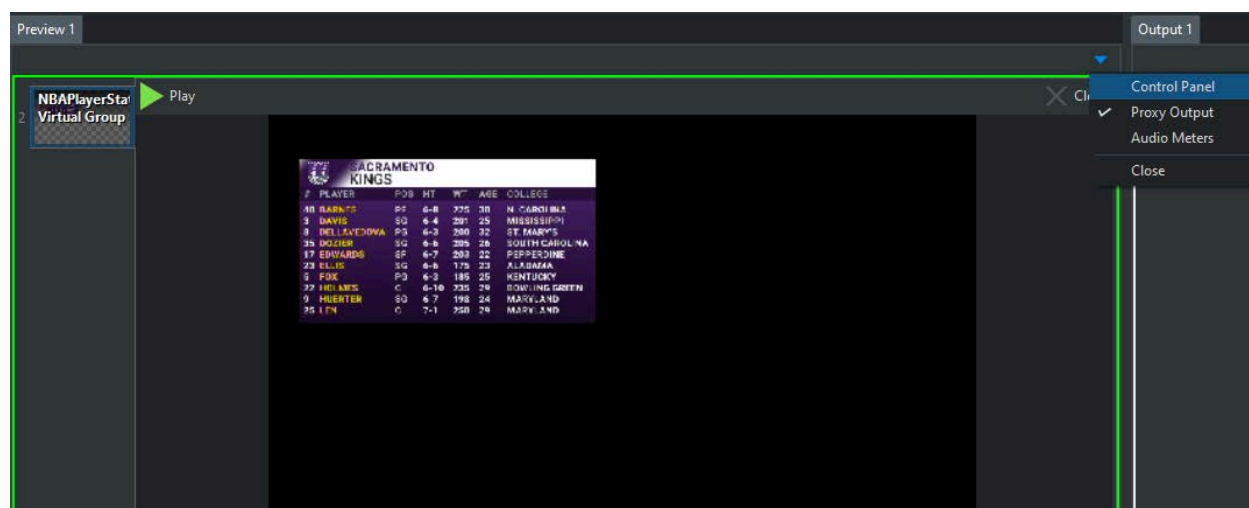 Preview 1
Output 1
2
NBAPlayerStat
Virtual Group
Play
Control Panel
Proxy Output
Audio Meters
Close
SACRAMENTO
KINGS
# PLAYER POS HT WT AGE COLLEGE
40 BARNES PF 6-8 225 30 N. CAROLINA
3 DAVIS SG 6-4 201 25 MISSISSIPPI
8 DELLAVEDOVA PG 6-3 200 32 ST. MARY'S
35 DOZIER SG 6-6 205 26 SOUTH CAROLINA
17 EDWARDS SF 6-7 203 22 PEPPERDINE
23 ELLIS SG 6-6 175 23 ALABAMA
5 FOX PG 6-3 185 25 KENTUCKY
22 HOLMES C 6-10 235 29 BOWLING GREEN
9 HUERTER SG 6-7 198 24 MARYLAND
25 LEN C 7-1 250 29 MARYLAND